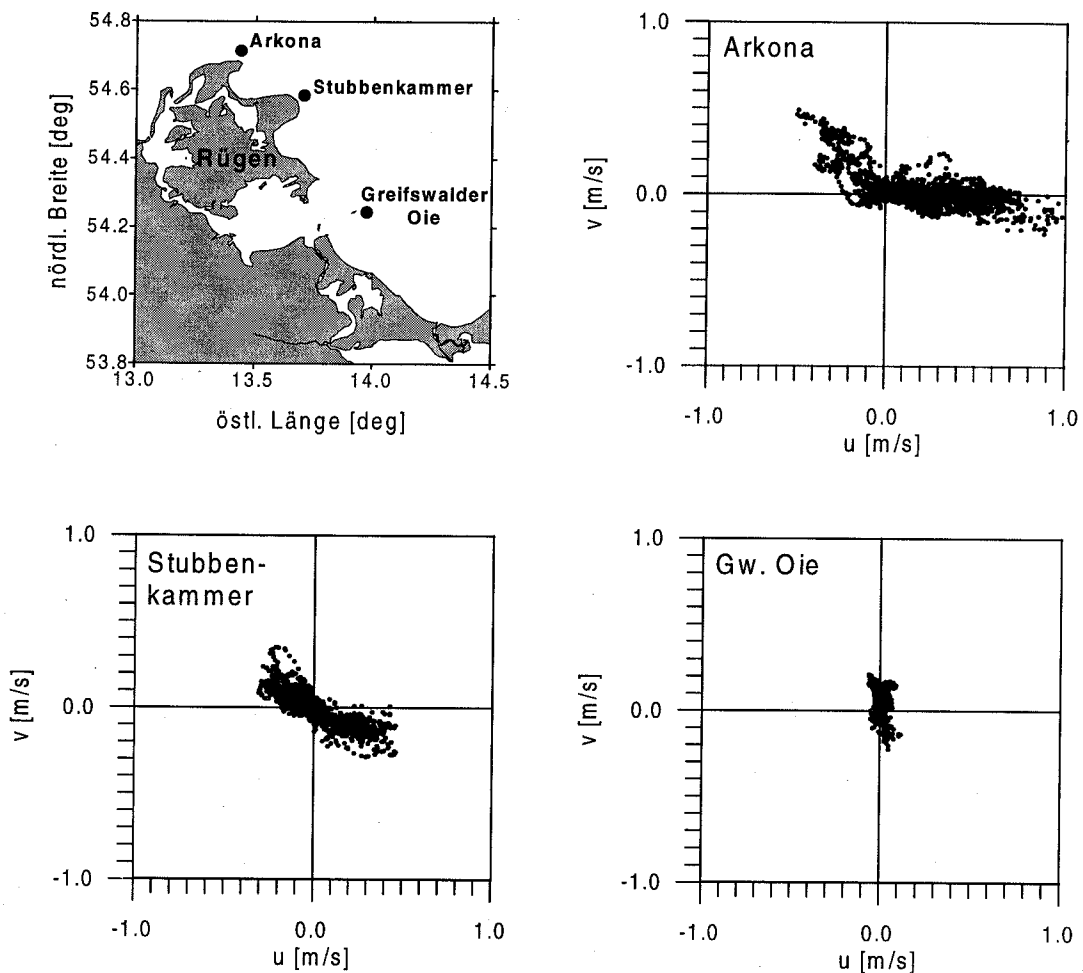 54.8
Arkona
Stubbenkammer
54.6
54.4
Rügen
Greifswalder
Oie
54.2
54.0
53.8
13.0
13.5
14.0
14.5
nördl. Breite [deg]
östl. Länge [deg]
1.0
Arkona
0.0
-1.0
v [m/s]
-1.0
0.0
1.0
u [m/s]
1.0
Stubben-
kammer
0.0
-1.0
v [m/s]
-1.0
0.0
1.0
u [m/s]
1.0
Gw. Oie
0.0
-1.0
v [m/s]
-1.0
0.0
1.0
u [m/s]